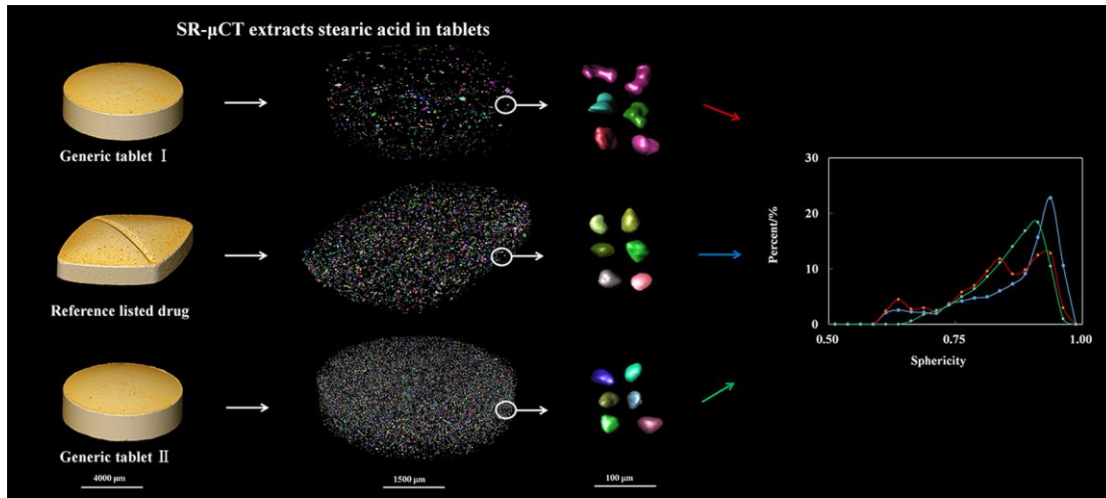 SR-μCT extracts stearic acid in tablets
Generic tablet Ⅰ
Reference listed drug
Generic tablet Ⅱ
4000 μm
1500 μm
100 μm
Percent/%
30
20
10
0
0.50
0.75
1.00
Sphericity